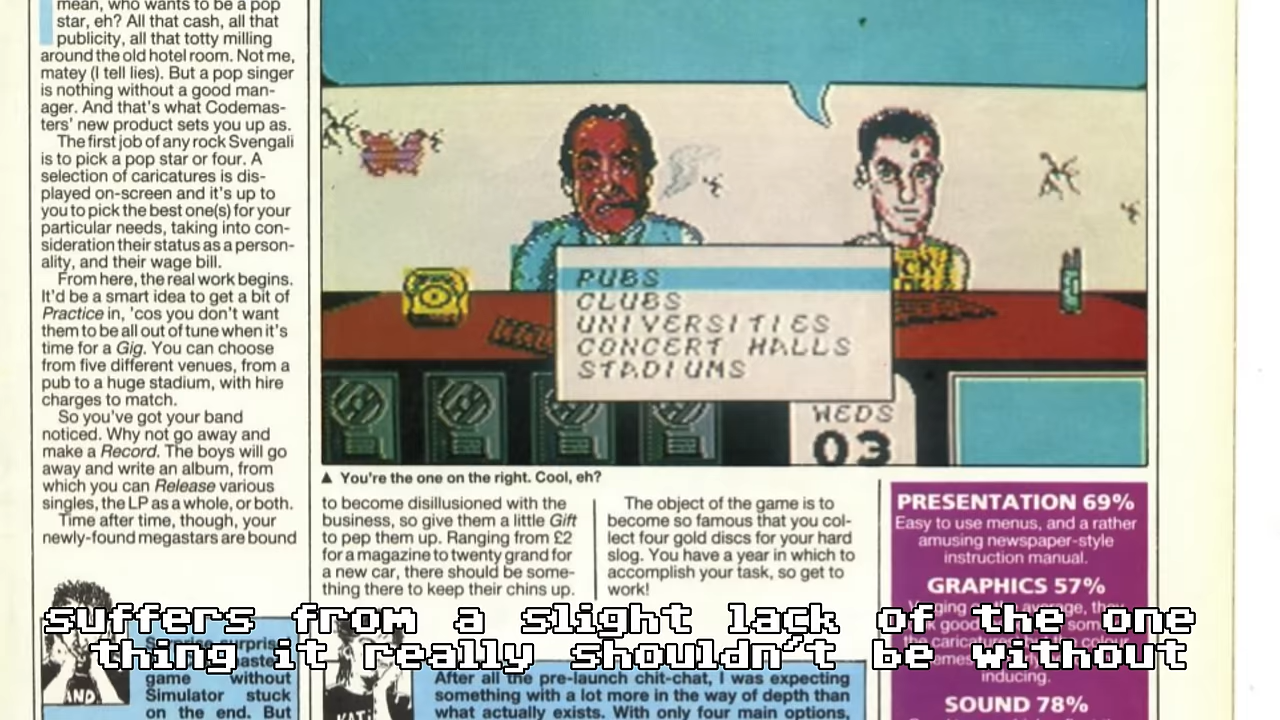 mean, who wants to be a pop
star, eh? All that cash, all that
publicity, all that totty milling
around the old hotel room. Not me,
matey (I tell lies). But a pop singer
is nothing without a good man-
ager. And that's what Codemas-
ters' new product sets you up as.
The first job of any rock Svengali
is to pick a pop star or four. A
selection of caricatures is dis-
played on-screen and it's up to
you to pick the best one(s) for your
particular needs, taking into con-
sideration their status as a person-
ality, and their wage bill.
From here, the real work begins.
It'd be a smart idea to get a bit of
Practice in, 'cos you don't want
them to be all out of tune when it's
time for a Gig. You can choose
from five different venues, from a
pub to a huge stadium, with hire
charges to match.
So you've got your band
noticed. Why not go away and
make a Record. The boys will go
away and write an album, from
which you can Release various
singles, the LP as a whole, or both.
Time after time, though, your
newly-found megastars are bound
PUBS
CLUBS
UNIVERSITIES
CONCERT HALLS
STADIUMS
WEDS
03
▲ You're the one on the right. Cool, eh?
to become disillusioned with the
business, so give them a little Gift
to pep them up. Ranging from £2
for a magazine to twenty grand for
a new car, there should be some-
thing there to keep their chins up.
The object of the game is to
become so famous that you col-
lect four gold discs for your hard
slog. You have a year in which to
accomplish your task, so get to
work!
PRESENTATION 69%
Easy to use menus, and a rather
amusing newspaper-style
instruction manual.
GRAPHICS 57%
inducing.
SOUND 78%
suffers from a slight lack of the one
thing it really shouldn't be without
game without
Simulator stuck
on the end. But
After all the pre-launch chit-chat, I was expecting
something with a lot more in the way of depth than
what actually exists. With only four main options,